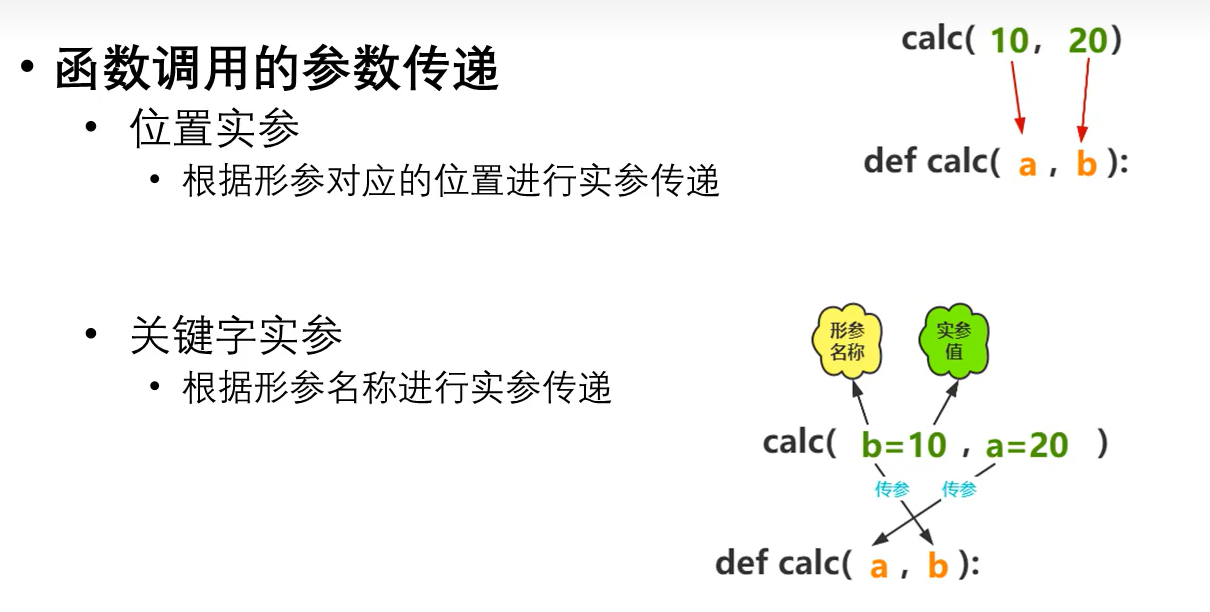 • 函数调用的参数传递
• 位置实参
• 根据形参对应的位置进行实参传递
calc( 10, 20)
def calc( a , b ):
• 关键字实参
• 根据形参名称进行实参传递
形参
名称
实参
值
calc( b=10 , a=20 )
传参 传参
def calc( a , b ):